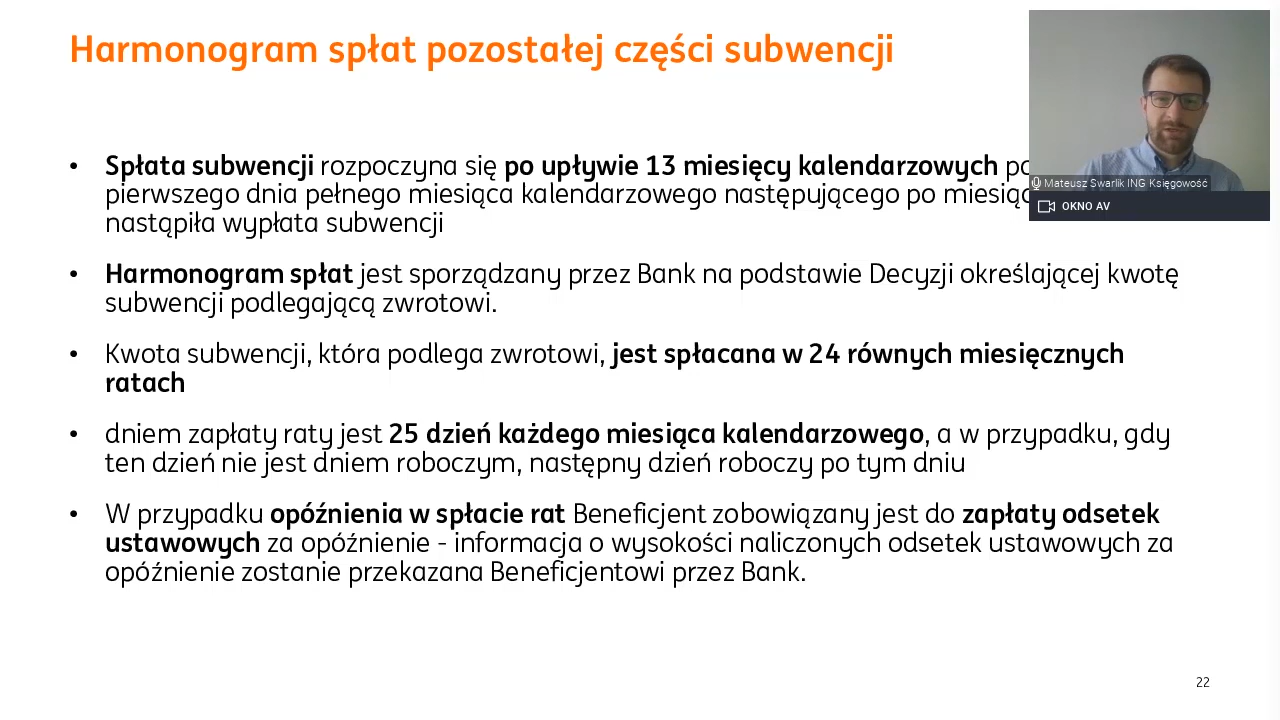 Harmonogram spłat pozostałej części subwencji
• Spłata subwencji rozpoczyna się po upływie 13 miesięcy kalendarzowych
pierwszego dnia pełnego miesiąca kalendarzowego następującego po
nastąpiła wypłata subwencji
Mateusz Swarlik ING Księgowość
OKNO AV
• Harmonogram spłat jest sporządzany przez Bank na podstawie Decyzji określającej kwotę
subwencji podlegającą zwrotowi.
• Kwota subwencji, która podlega zwrotowi, jest spłacana w 24 równych miesięcznych
ratach
• dniem zapłaty raty jest 25 dzień każdego miesiąca kalendarzowego, a w przypadku, gdy
ten dzień nie jest dniem roboczym, następny dzień roboczy po tym dniu
• W przypadku opóźnienia w spłacie rat Beneficjent zobowiązany jest do zapłaty odsetek
ustawowych za opóźnienie - informacja o wysokości naliczonych odsetek ustawowych za
opóźnienie zostanie przekazana Beneficjentowi przez Bank.
22